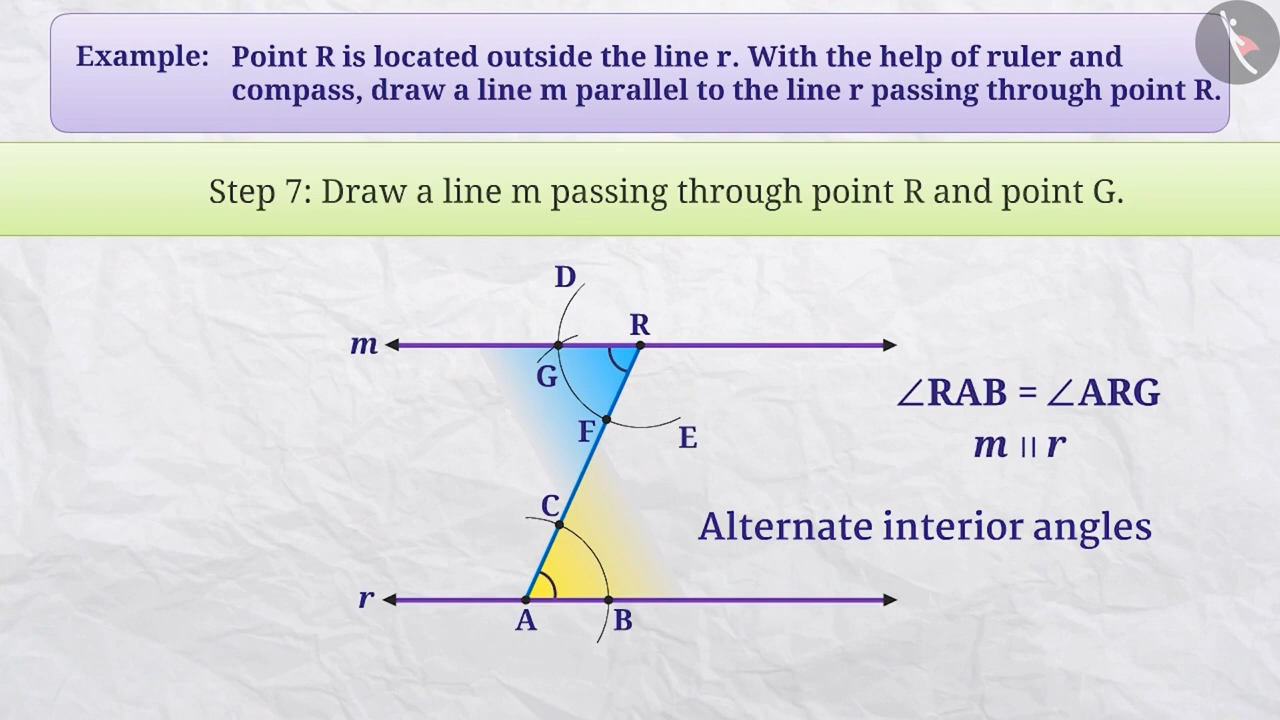 Example: Point R is located outside the line r. With the help of ruler and
compass, draw a line m parallel to the line r passing through point R.
Step 7: Draw a line m passing through point R and point G.
D
R
m
G
∠RAB = ∠ARG
F
E
m || r
C
Alternate interior angles
r
A
B